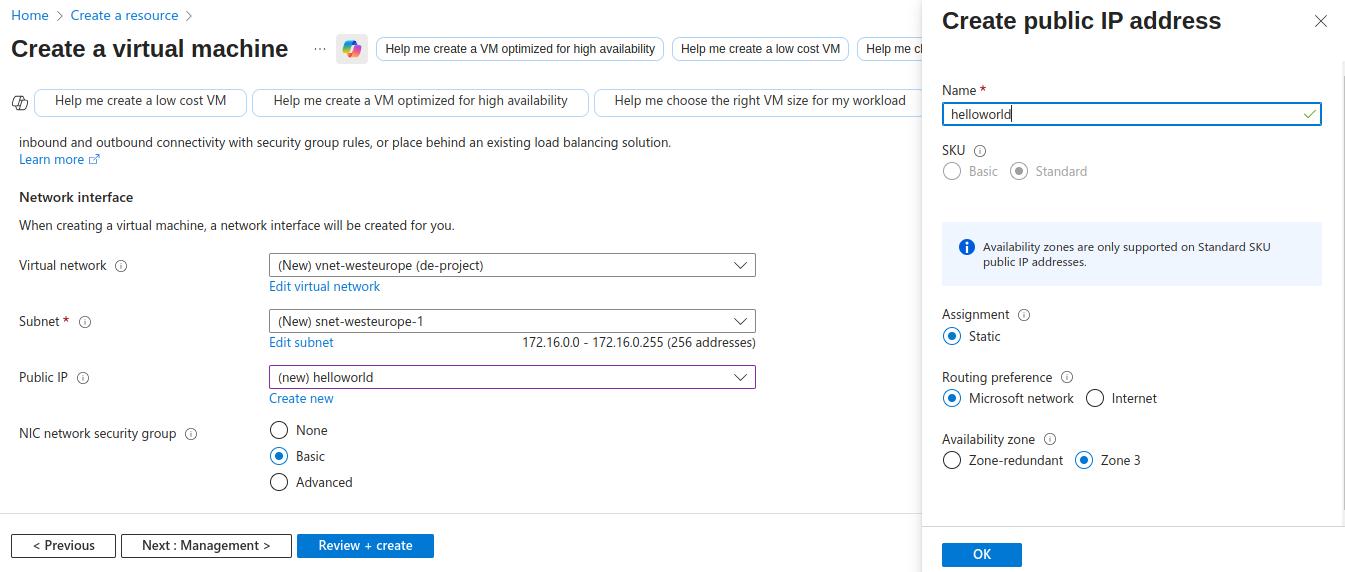 Home > Create a resource >
Create a virtual machine ...
Help me create a VM optimized for high availability
Help me create a low cost VM
Help me c
Help me create a low cost VM
Help me create a VM optimized for high availability
Help me choose the right VM size for my workload
inbound and outbound connectivity with security group rules, or place behind an existing load balancing solution.
Learn more
Network interface
When creating a virtual machine, a network interface will be created for you.
Virtual network
(New) vnet-westeurope (de-project)
Edit virtual network
Subnet *
(New) snet-westeurope-1
Edit subnet
172.16.0.0 - 172.16.0.255 (256 addresses)
Public IP
(new) helloworld
Create new
NIC network security group
None
Basic
Advanced
< Previous
Next : Management >
Review + create
Create public IP address
Name *
helloworld
SKU
Basic
Standard
Availability zones are only supported on Standard SKU
public IP addresses.
Assignment
Static
Routing preference
Microsoft network
Internet
Availability zone
Zone-redundant
Zone 3
OK